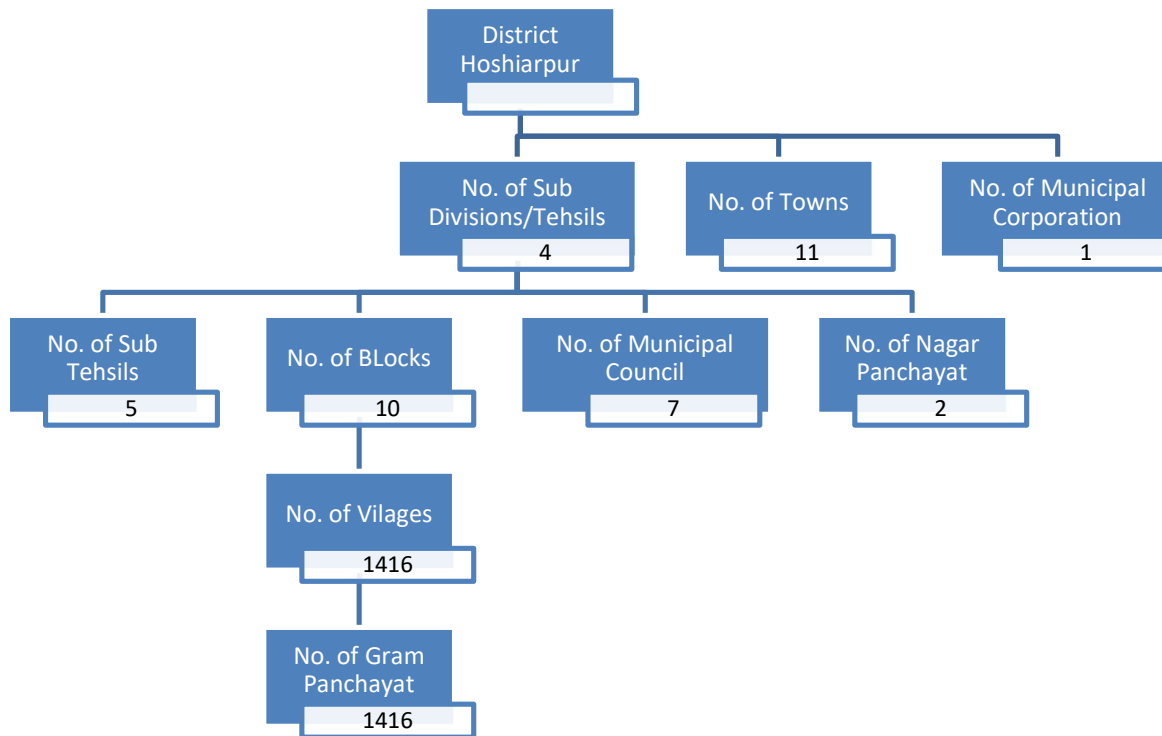 District
Hoshiarpur
No. of Sub
Divisions/Tehsils
4
No. of Towns
11
No. of Municipal
Corporation
1
No. of Sub
Tehsils
5
No. of BLocks
10
No. of Municipal
Council
7
No. of Nagar
Panchayat
2
No. of Vilages
1416
No. of Gram
Panchayat
1416